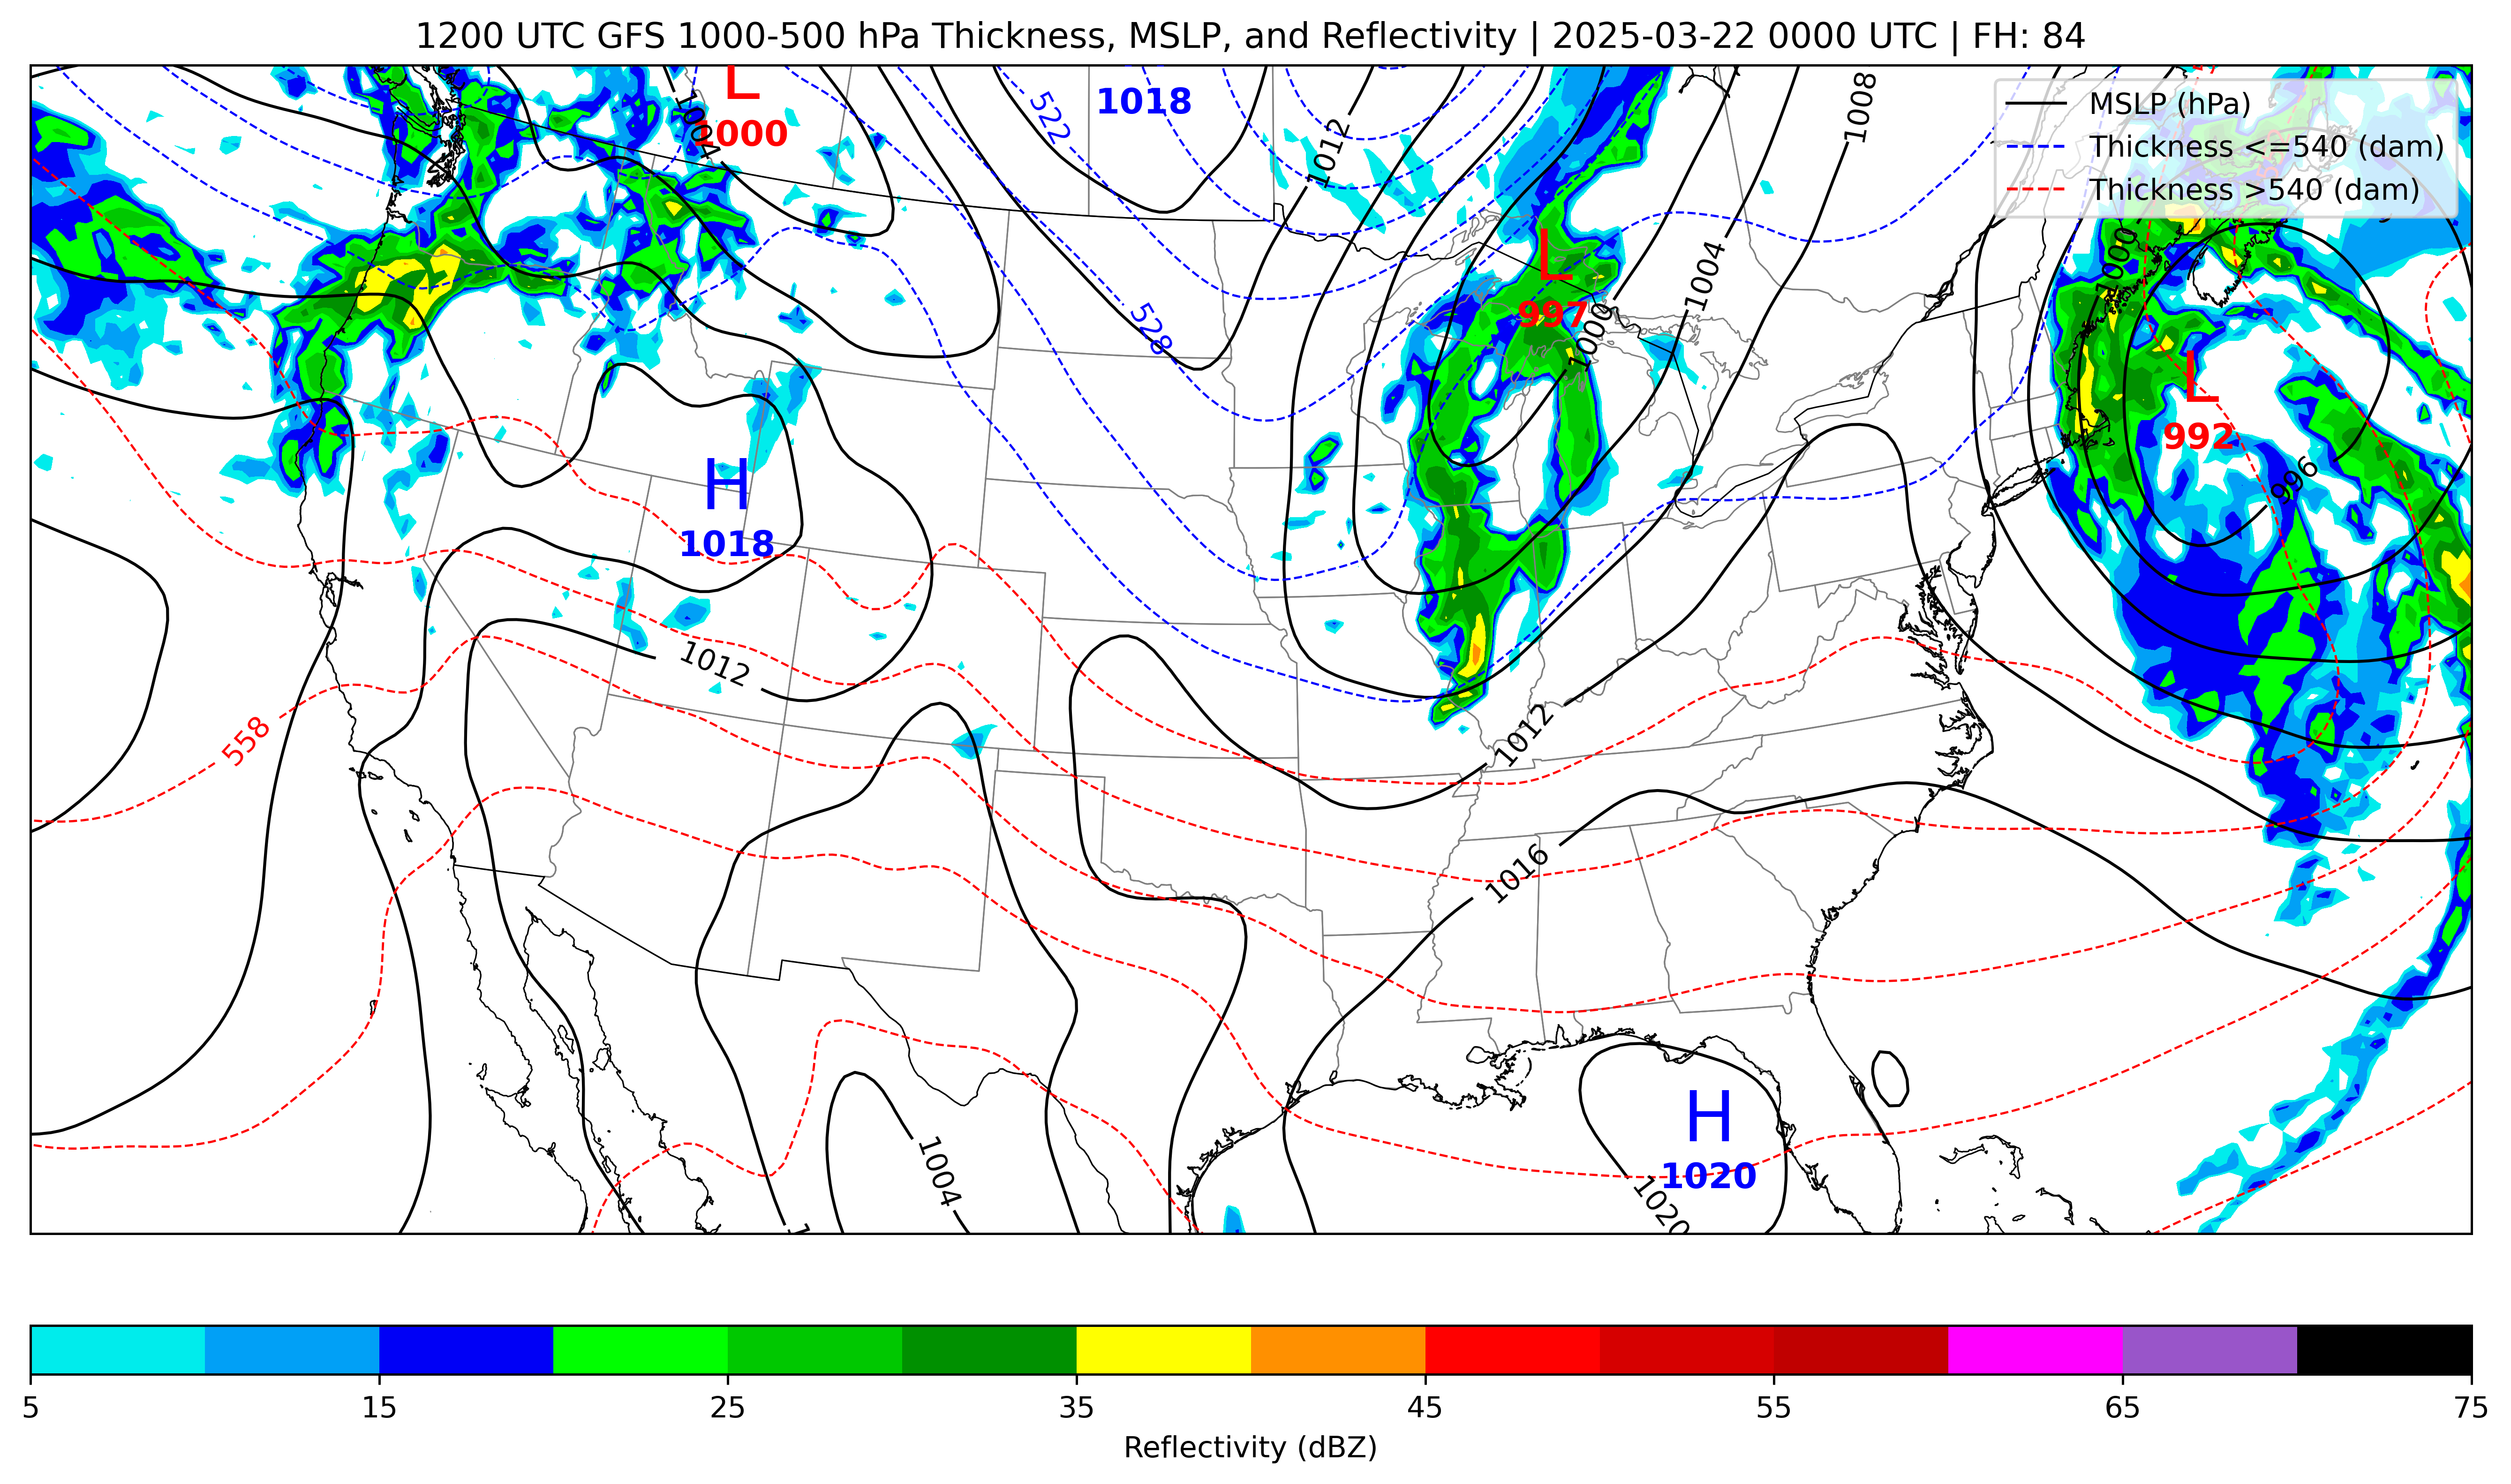 1200 UTC GFS 1000-500 hPa Thickness, MSLP, and Reflectivity | 2025-03-22 0000 UTC | FH: 84
MSLP (hPa)
Thickness <=540 (dam)
Thickness >540 (dam)
L
1000
1004
522
1018
1012
1008
528
L
997
1000
1004
1000
L
992
996
H
1018
1012
558
1012
1016
1004
H
1020
1020
5 15 25 35 45 55 65 75
Reflectivity (dBZ)